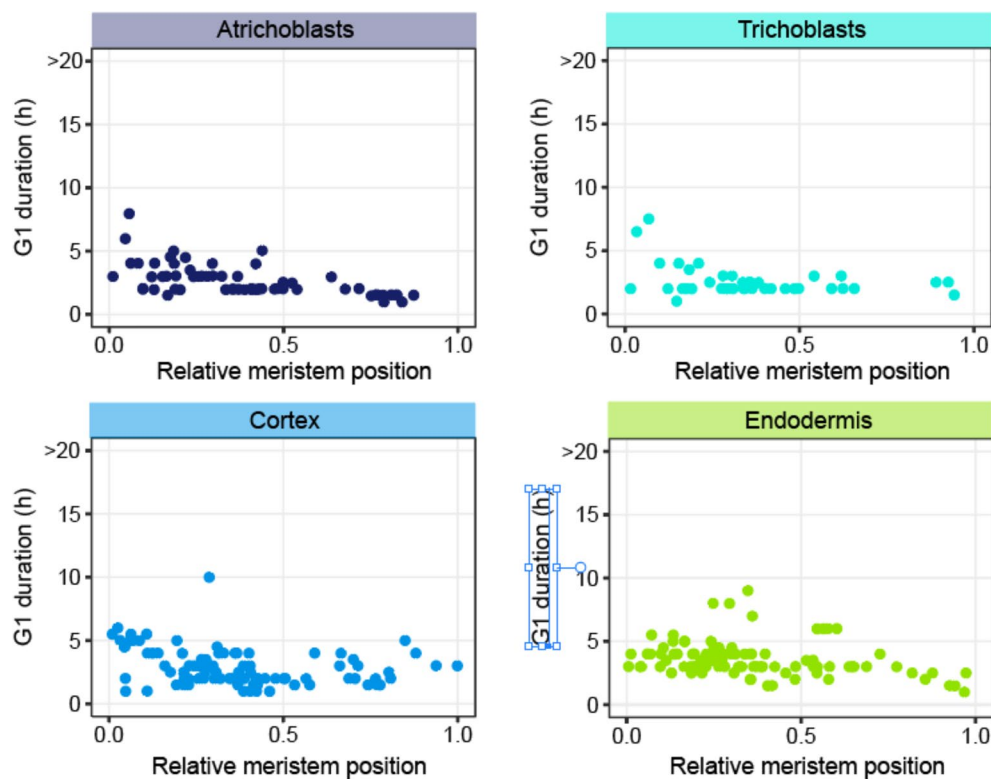 Atrichoblasts
G1 duration (h)
>20
15
10
5
0
0.0 0.5 1.0
Relative meristem position
Trichoblasts
G1 duration (h)
>20
15
10
5
0
0.0 0.5 1.0
Relative meristem position
Cortex
G1 duration (h)
>20
15
10
5
0
0.0 0.5 1.0
Relative meristem position
Endodermis
G1 duration (h)
>20
15
10
5
0
0.0 0.5 1.0
Relative meristem position